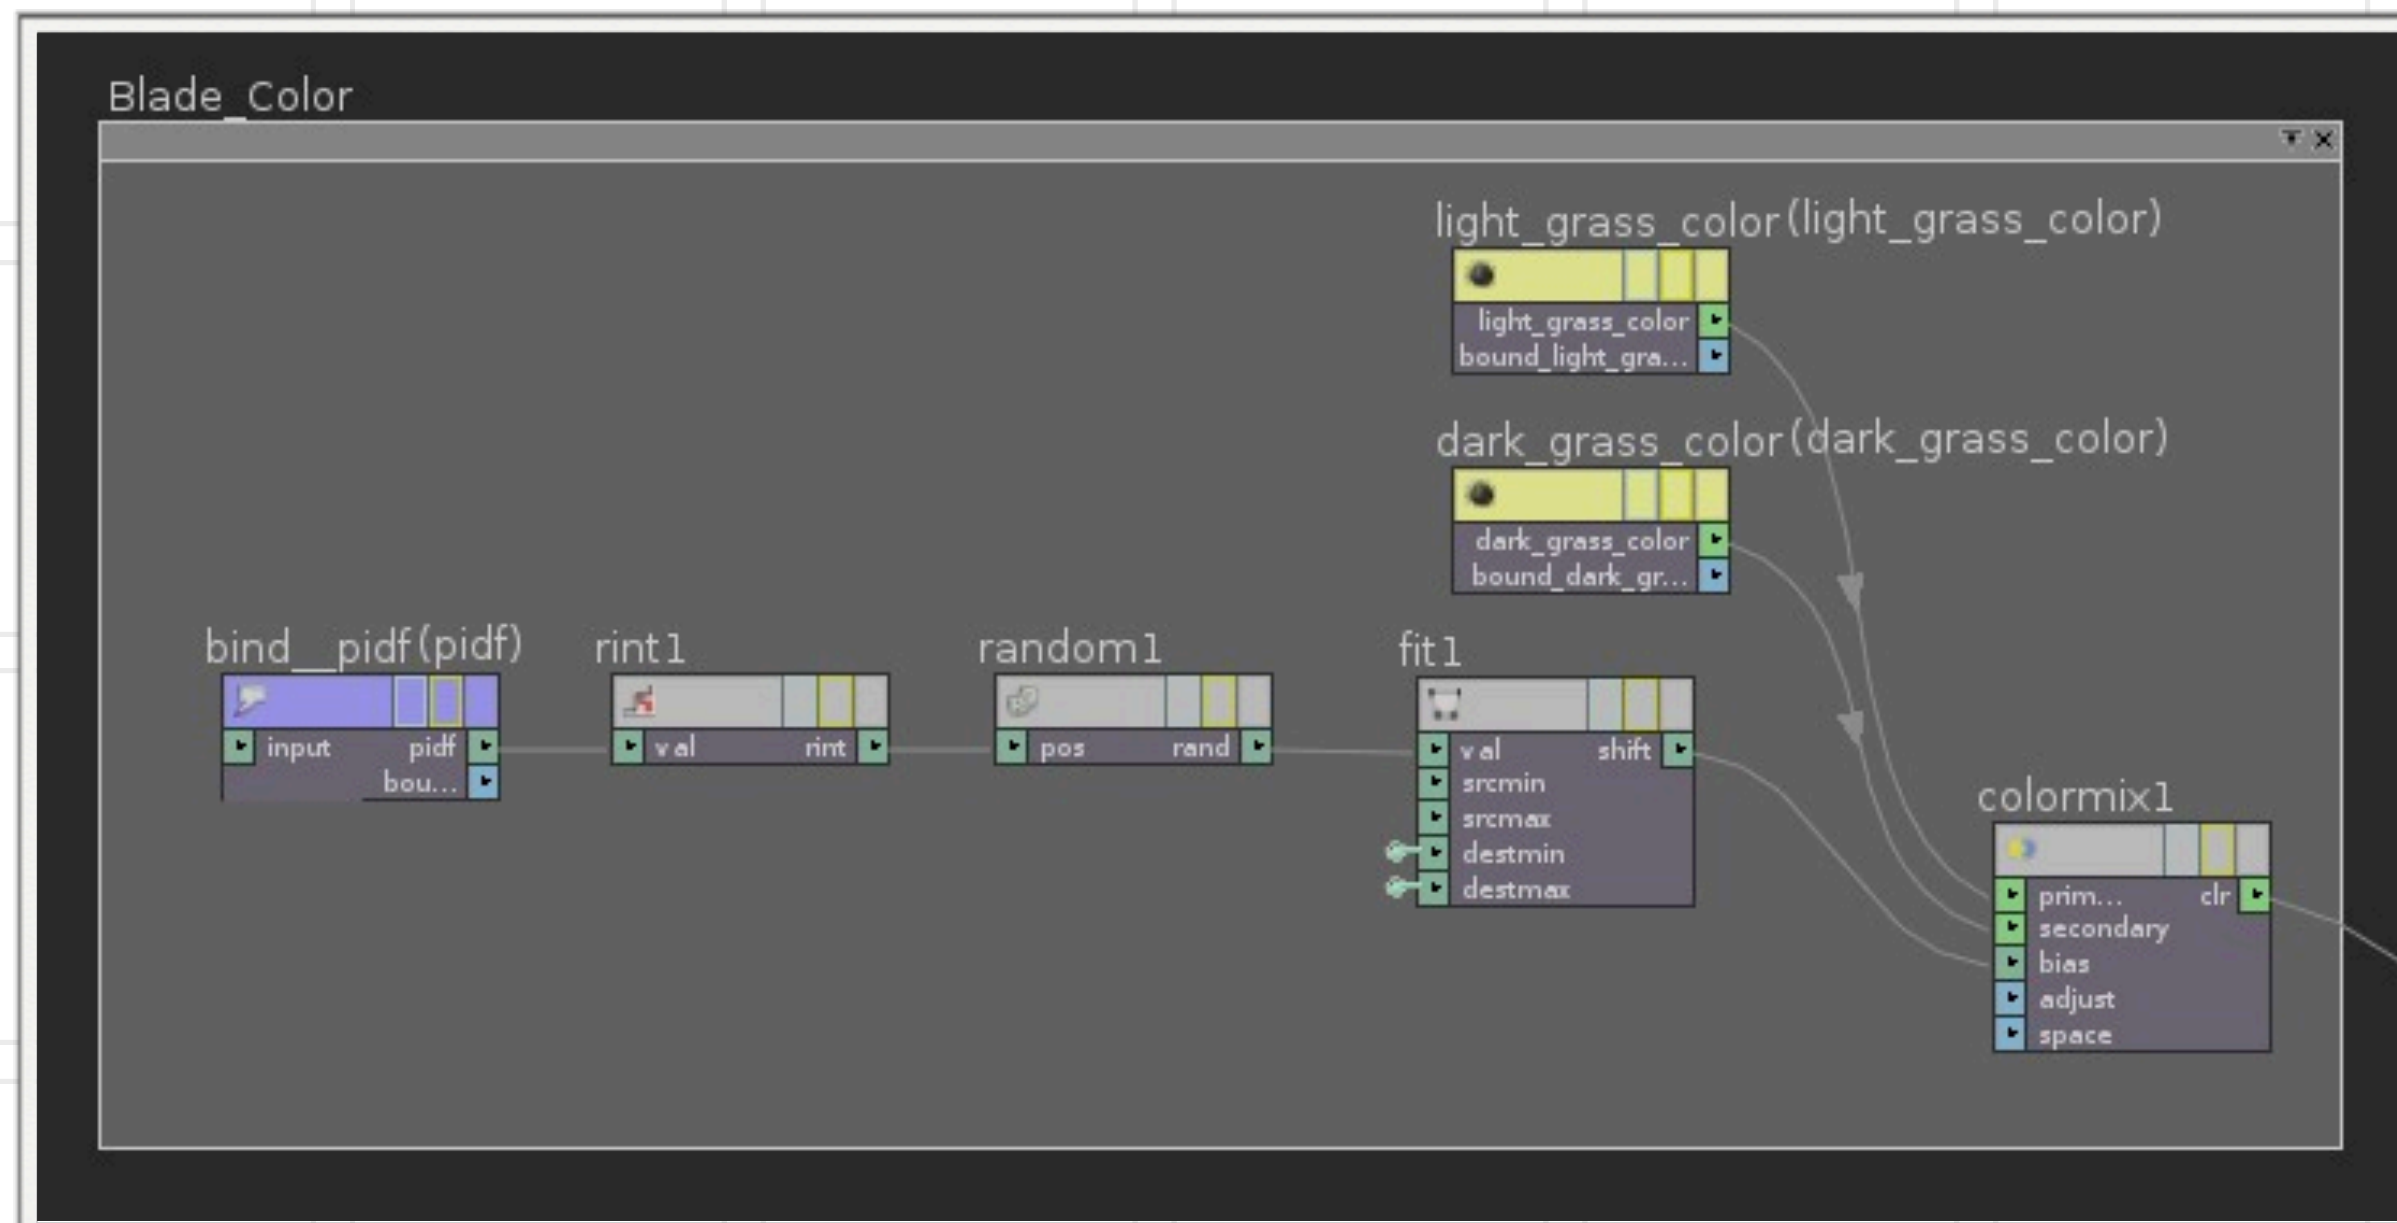 Blade_Color
light_grass_color(light_grass_color)
light_grass_color
bound_light_gra...
dark_grass_color(dark_grass_color)
dark_grass_color
bound_dark_gr...
bind__pidf(pidf)
input pidf
bou...
rint1
val rint
random1
pos rand
fit1
val shift
srcmin
srcmax
destmin
destmax
colormix1
prim... clr
secondary
bias
adjust
space